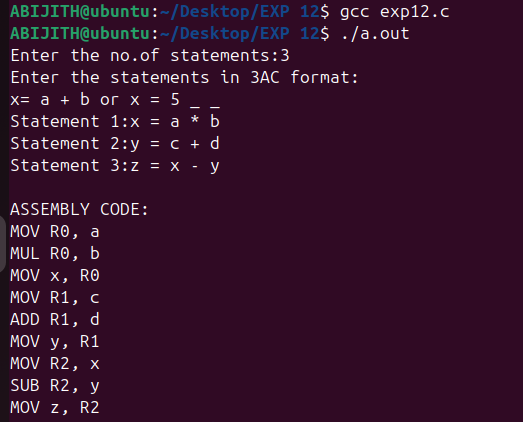 ABIJITH@ubuntu:~/Desktop/EXP 12$ gcc exp12.c
ABIJITH@ubuntu:~/Desktop/EXP 12$ ./a.out
Enter the no.of statements:3
Enter the statements in 3AC format:
x= a + b or x = 5 _ _
Statement 1:x = a * b
Statement 2:y = c + d
Statement 3:z = x - y

ASSEMBLY CODE:
MOV R0, a
MUL R0, b
MOV x, R0
MOV R1, c
ADD R1, d
MOV y, R1
MOV R2, x
SUB R2, y
MOV z, R2